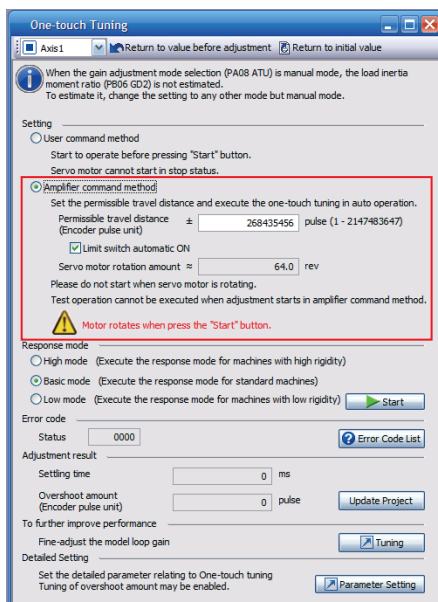 One-touch Tuning
Axis1 Return to value before adjustment Return to initial value
When the gain adjustment mode selection (PA08 ATU) is manual mode, the load inertia
moment ratio (PB06 GD2) is not estimated.
To estimate it, change the setting to any other mode but manual mode.
Setting
User command method
Start to operate before pressing "Start" button.
Servo motor cannot start in stop status.
Amplifier command method
Set the permissible travel distance and execute the one-touch tuning in auto operation.
Permissible travel distance ± 268435456 pulse (1 - 2147483647)
(Encoder pulse unit)
Limit switch automatic ON
Servo motor rotation amount ≈ 64.0 rev
Please do not start when servo motor is rotating.
Test operation cannot be executed when adjustment starts in amplifier command method.
Motor rotates when press the "Start" button.
Response mode
High mode (Execute the response mode for machines with high rigidity)
Basic mode (Execute the response mode for standard machines)
Low mode (Execute the response mode for machines with low rigidity) Start
Error code
Status 0000 Error Code List
Adjustment result
Settling time 0 ms
Overshoot amount 0 pulse Update Project
(Encoder pulse unit)
To further improve performance
Fine-adjust the model loop gain Tuning
Detailed Setting
Set the detailed parameter relating to One-touch tuning
Tuning of overshoot amount may be enabled. Parameter Setting